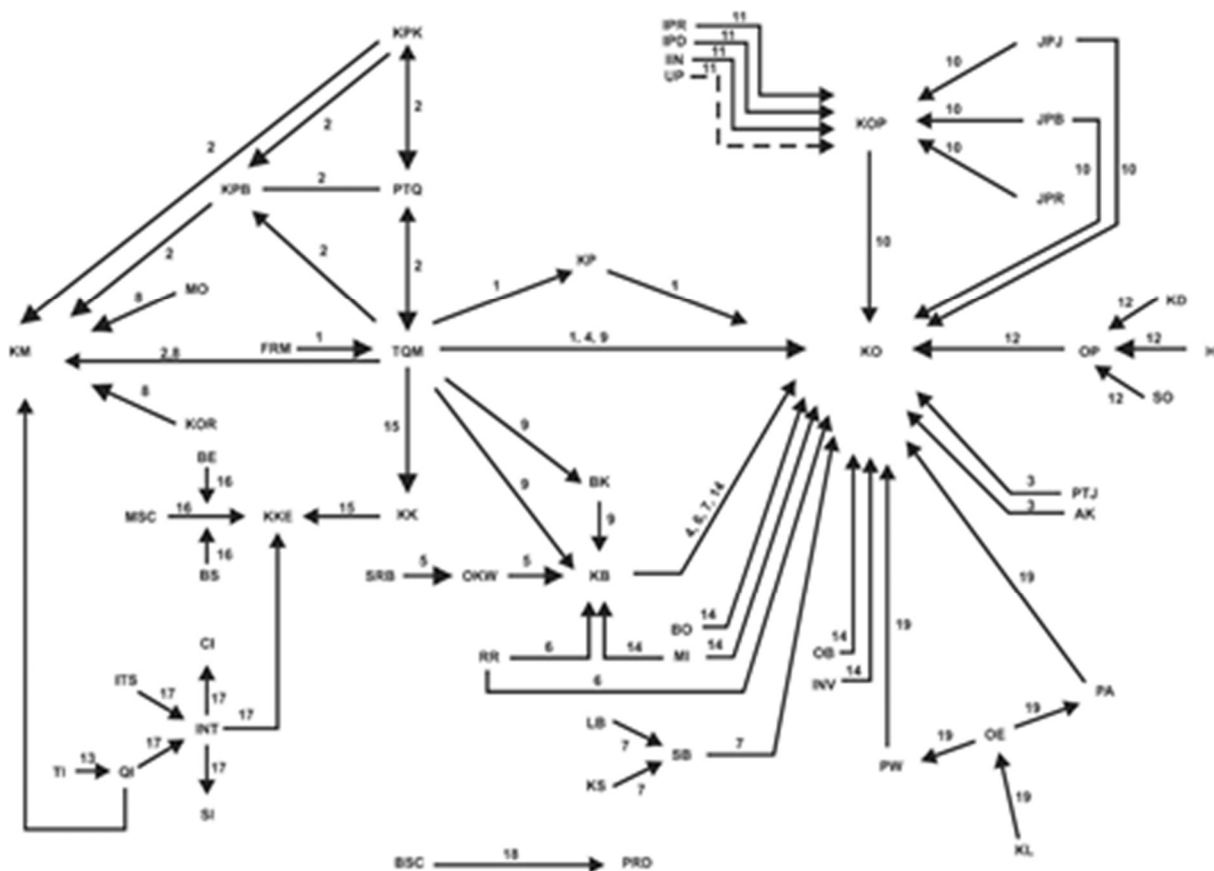 KPK
IPR 11
IPD 11
IIN 11
UP 11
JPJ
10
2
2
2
KOP
10
JPB
10
10
10
JPR
KPB
2
PTQ
2
2
2
10
KP
MO
8
1
1
12
KD
KM
FRM
1
TQM
1, 4, 9
KO
12
OP
12
H
2,8
8
KOR
12
SO
15
9
9
BE
16
BK
4, 6, 7, 14
3
PTJ
3
AK
MSC
16
KKE
15
KK
9
16
BS
SRB
5
OKW
5
KB
19
CI
BO
14
RR
6
14
MI
14
6
OB
14
INV
14
19
ITS
17
17
INT
17
LB
7
SB
7
PA
19
OE
19
PW
TI
13
QI
17
17
KS
7
SI
19
KL
BSC
18
PRD